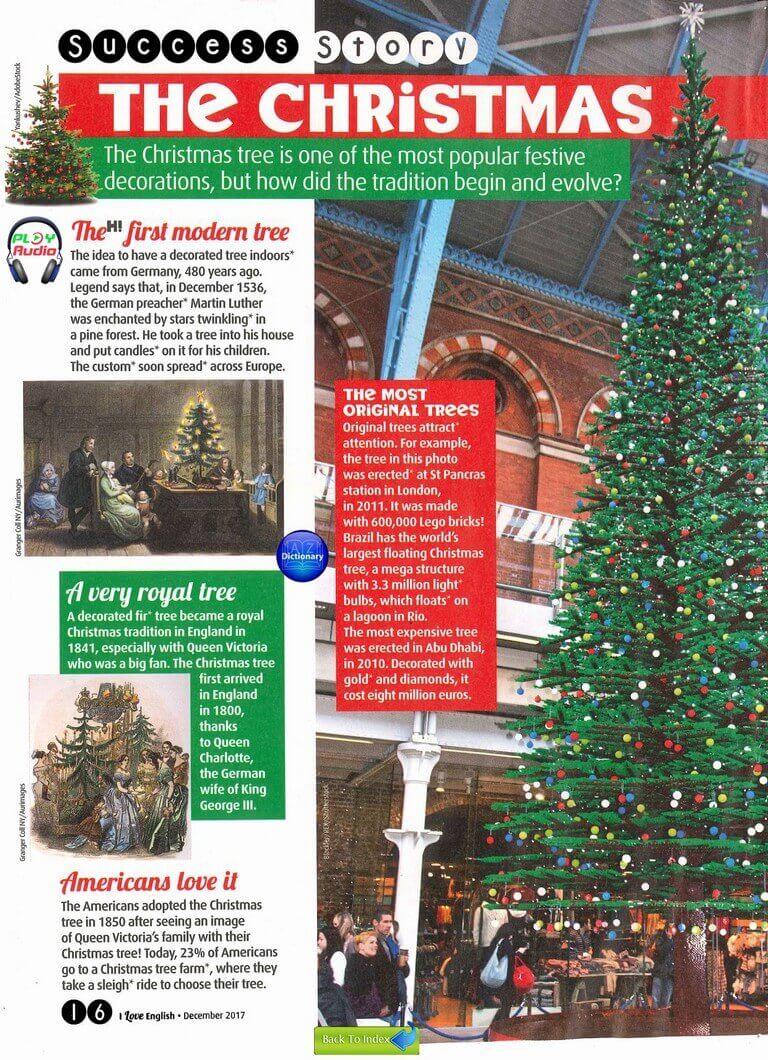 Success Story
THE CHRISTMAS
The Christmas tree is one of the most popular festive
decorations, but how did the tradition begin and evolve?
Yankushev/AdobeStock
PLAY
Audio
The H! first modern tree
The idea to have a decorated tree indoors*
came from Germany, 480 years ago.
Legend says that, in December 1536,
the German preacher* Martin Luther
was enchanted by stars twinkling* in
a pine forest. He took a tree into his house
and put candles* on it for his children.
The custom* soon spread* across Europe.
Granger Coll NY/Aurimages
A-Z
Dictionary
A very royal tree
A decorated fir* tree became a royal
Christmas tradition in England in
1841, especially with Queen Victoria
who was a big fan. The Christmas tree
first arrived
in England
in 1800,
thanks
to Queen
Charlotte,
the German
wife of King
George III.
Granger Coll NY/Aurimages
Americans love it
The Americans adopted the Christmas
tree in 1850 after seeing an image
of Queen Victoria's family with their
Christmas tree! Today, 23% of Americans
go to a Christmas tree farm*, where they
take a sleigh* ride to choose their tree.
THE MOST
ORIGINAL TREES
Original trees attract*
attention. For example,
the tree in this photo
was erected* at St Pancras
station in London,
in 2011. It was made
with 600,000 Lego bricks!
Brazil has the world's
largest floating Christmas
tree, a mega structure
with 3.3 million light*
bulbs, which floats* on
a lagoon in Rio.
The most expensive tree
was erected in Abu Dhabi,
in 2010. Decorated with
gold* and diamonds, it
cost eight million euros.
16 I Love English • December 2017
Back To Index